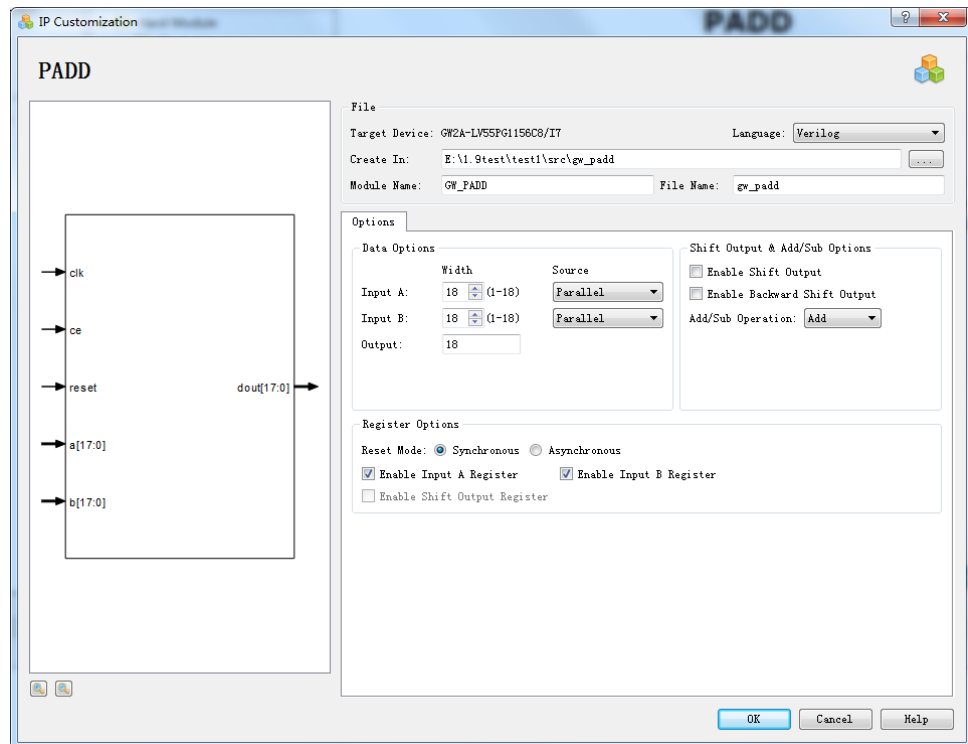 IP Customization
PADD
PADD
clk
ce
reset
dout[17:0]
a[17:0]
b[17:0]
File
Target Device: GW2A-LV55PG1156C8/I7
Language: Verilog
Create In: E:\1.9test\test1\src\gw_padd ...
Module Name: GW_PADD
File Name: gw_padd
Options
Data Options
Width Source
Input A: 18 (1-18) Parallel
Input B: 18 (1-18) Parallel
Output: 18
Shift Output & Add/Sub Options
Enable Shift Output
Enable Backward Shift Output
Add/Sub Operation: Add
Register Options
Reset Mode: Synchronous Asynchronous
Enable Input A Register Enable Input B Register
Enable Shift Output Register
OK Cancel Help